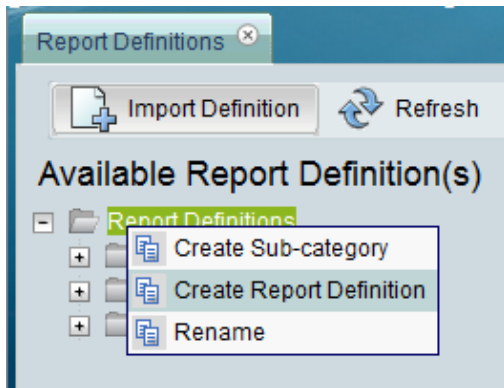 Report Definitions
Import Definition
Refresh
Available Report Definition(s)
Report Definitions
Create Sub-category
Create Report Definition
Rename